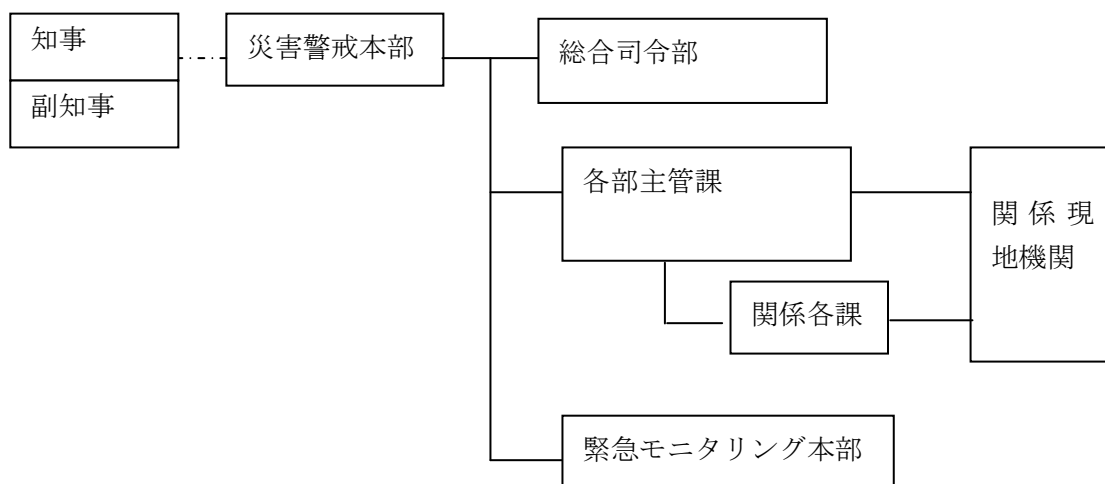 知事
副知事
災害警戒本部
総合司令部
各部主管課
関係各課
関係現
地機関
緊急モニタリング本部